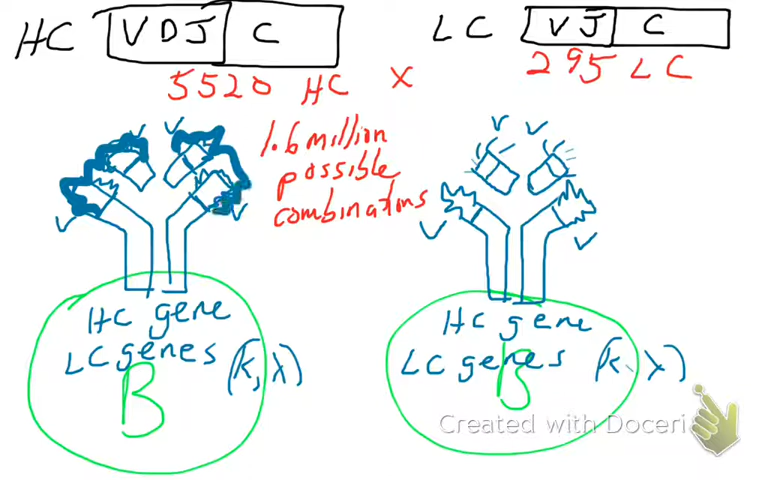 HC VDJ C
LC VJ C
5520 HC x 295 LC
1.6 million
possible
combinations
HC gene
LC genes (k, λ)
B
HC gene
LC genes (k, λ)
B
Created with Doceri